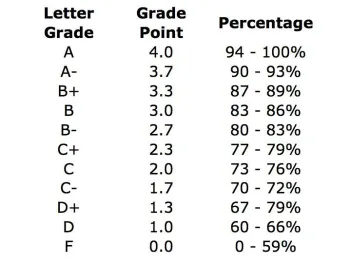 Letter Grade Grade Point Percentage
A 4.0 94 - 100%
A- 3.7 90 - 93%
B+ 3.3 87 - 89%
B 3.0 83 - 86%
B- 2.7 80 - 83%
C+ 2.3 77 - 79%
C 2.0 73 - 76%
C- 1.7 70 - 72%
D+ 1.3 67 - 79%
D 1.0 60 - 66%
F 0.0 0 - 59%